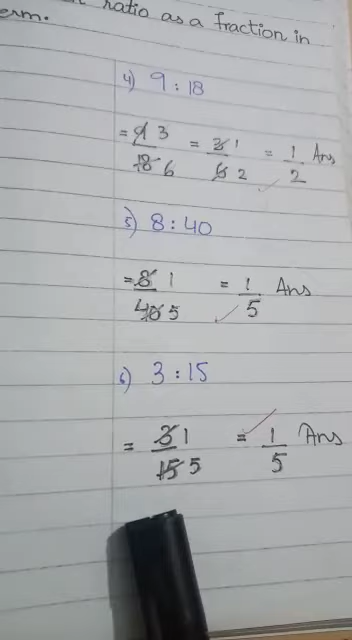 ratio as a fraction in
erm.
4) 9 : 18
= 9 3 / 18 6 = 3 1 / 6 2 = 1/2 Ans
5) 8 : 40
= 8 1 / 40 5 = 1/5 Ans
6) 3 : 15
= 3 1 / 15 5 = 1/5 Ans